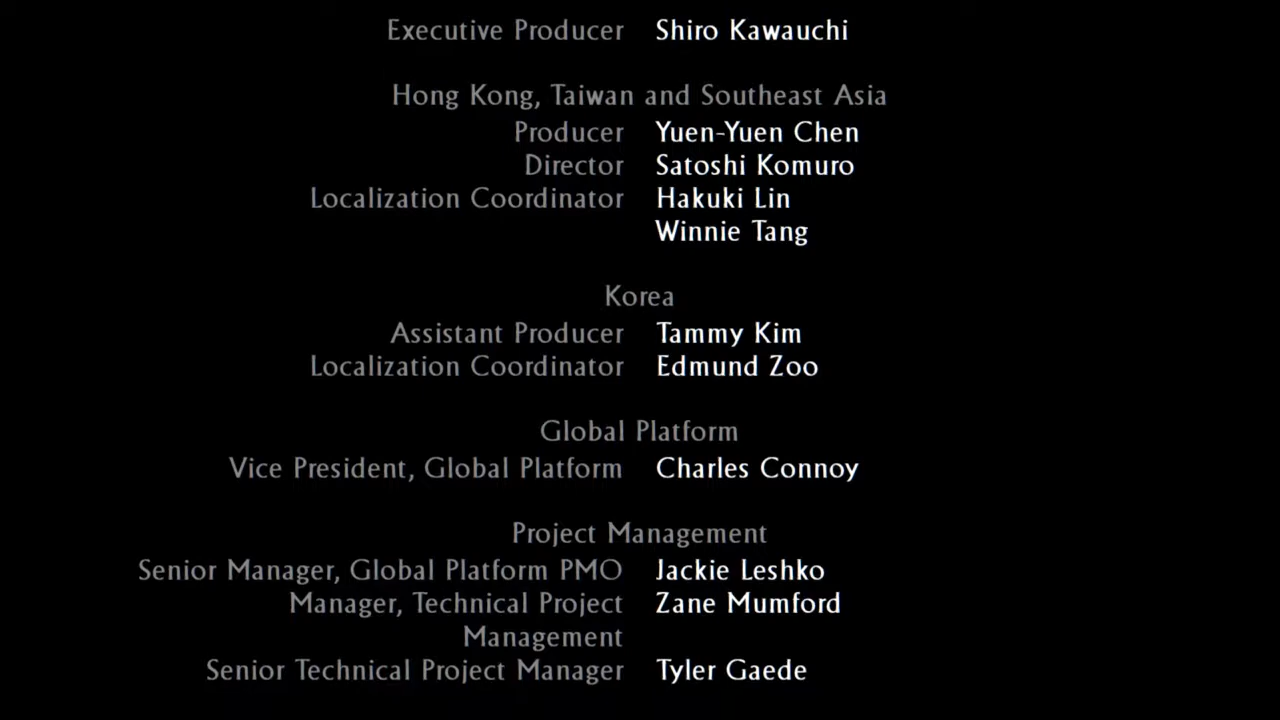 Executive Producer Shiro Kawauchi
Hong Kong, Taiwan and Southeast Asia
Producer Yuen-Yuen Chen
Director Satoshi Komuro
Localization Coordinator Hakuki Lin
Winnie Tang
Korea
Assistant Producer Tammy Kim
Localization Coordinator Edmund Zoo
Global Platform
Vice President, Global Platform Charles Connoy
Project Management
Senior Manager, Global Platform PMO Jackie Leshko
Manager, Technical Project Zane Mumford
Management
Senior Technical Project Manager Tyler Gaede